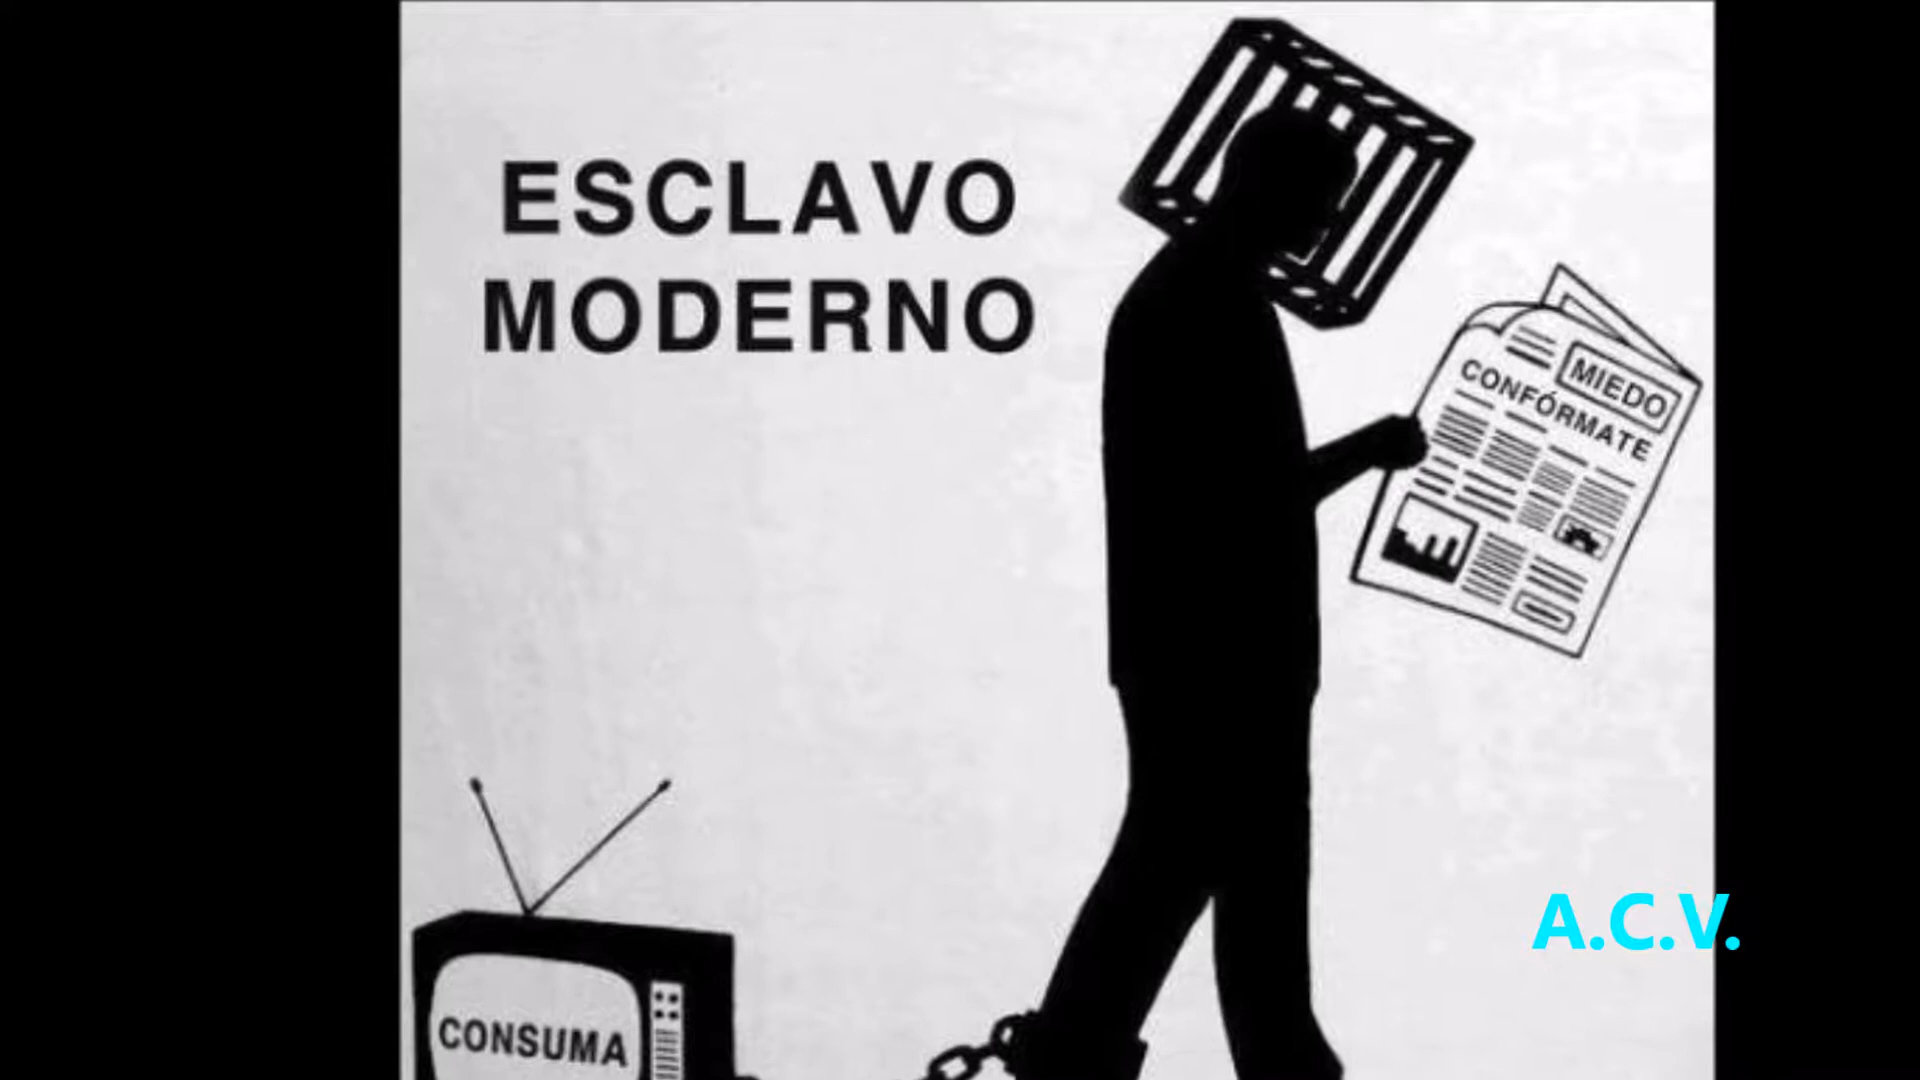 ESCLAVO
MODERNO
MIEDO
CONFÓRMATE
A.C.V.
CONSUMA